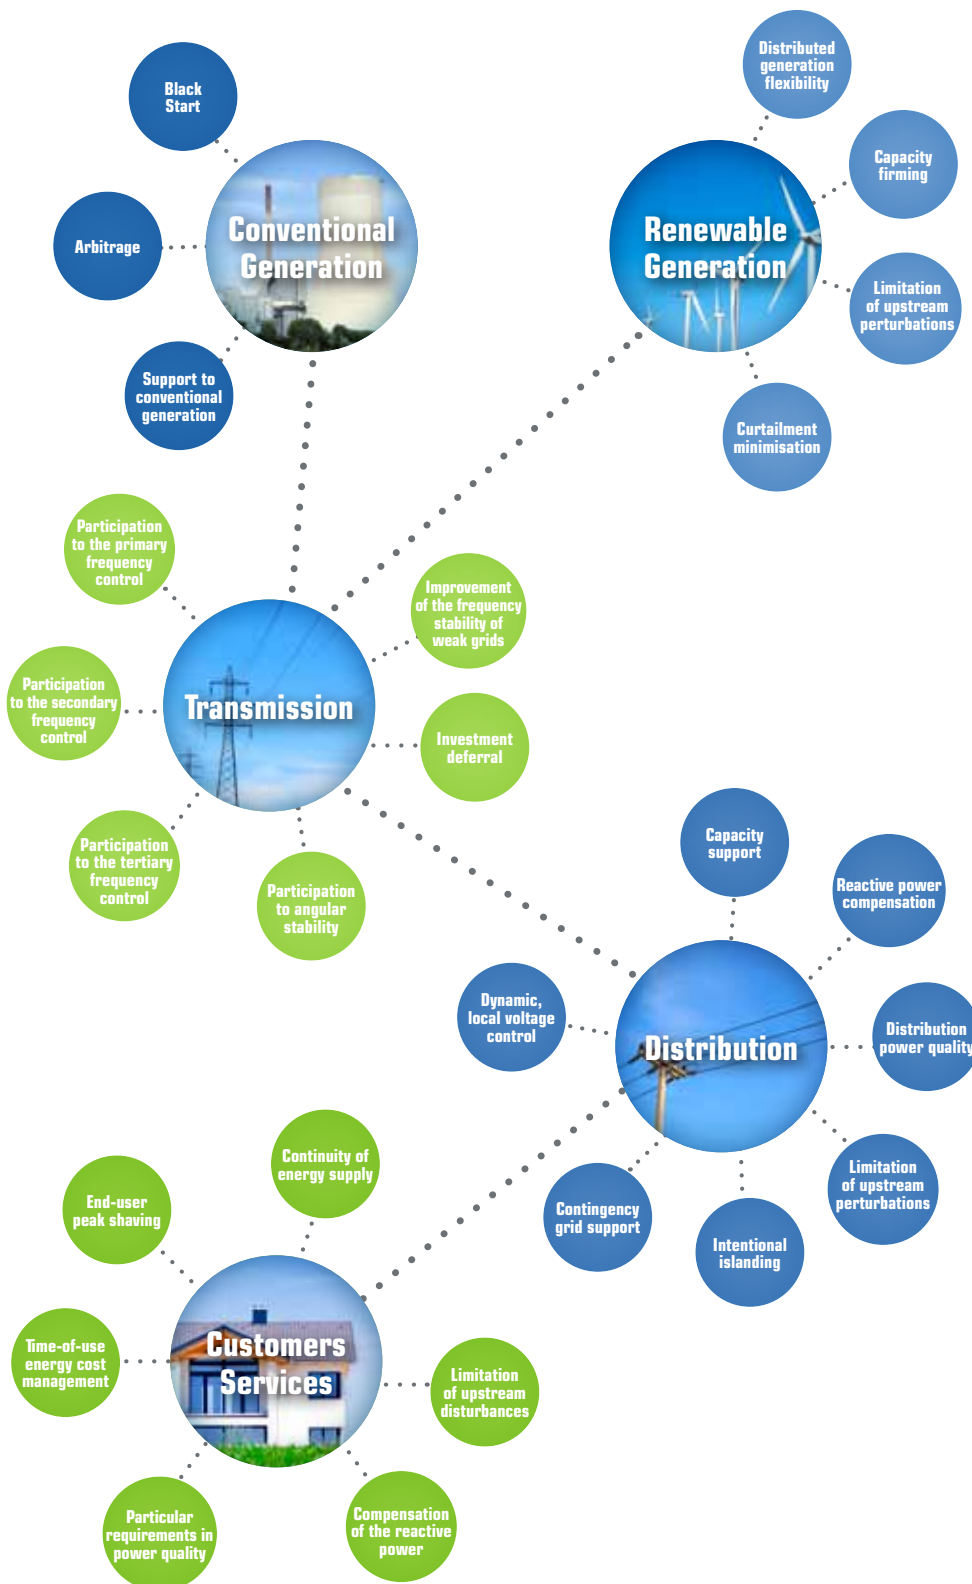 Black
Start
Arbitrage
Support to
conventional
generation
Conventional
Generation
Distributed
generation
flexibility
Capacity
firming
Limitation
of upstream
perturbations
Curtailment
minimisation
Renewable
Generation
Participation
to the primary
frequency
control
Participation
to the secondary
frequency
control
Participation
to the tertiary
frequency
control
Participation
to angular
stability
Improvement
of the frequency
stability of
weak grids
Investment
deferral
Transmission
Capacity
support
Reactive power
compensation
Distribution
power quality
Limitation
of upstream
perturbations
Intentional
islanding
Contingency
grid support
Dynamic,
local voltage
control
Distribution
Continuity of
energy supply
End-user
peak shaving
Time-of-use
energy cost
management
Particular
requirements in
power quality
Compensation
of the reactive
power
Limitation
of upstream
disturbances
Customers
Services